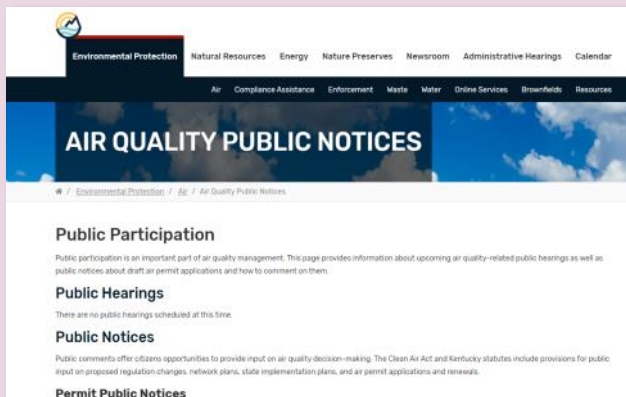 Environmental Protection Natural Resources Energy Nature Preserves Newsroom Administrative Hearings Calendar
Air Compliance Assistance Enforcement Waste Water Online Services Brownfields Resources
AIR QUALITY PUBLIC NOTICES
/ Environmental Protection / Air / Air Quality Public Notices
Public Participation
Public participation is an important part of air quality management. This page provides information about upcoming air quality-related public hearings as well as
public notices about draft air permit applications and how to comment on them.
Public Hearings
There are no public hearings scheduled at this time.
Public Notices
Public comments offer citizens opportunities to provide input on air quality decision-making. The Clean Air Act and Kentucky statutes include provisions for public
input on proposed regulation changes, network plans, state implementation plans, and air permit applications and renewals.
Permit Public Notices